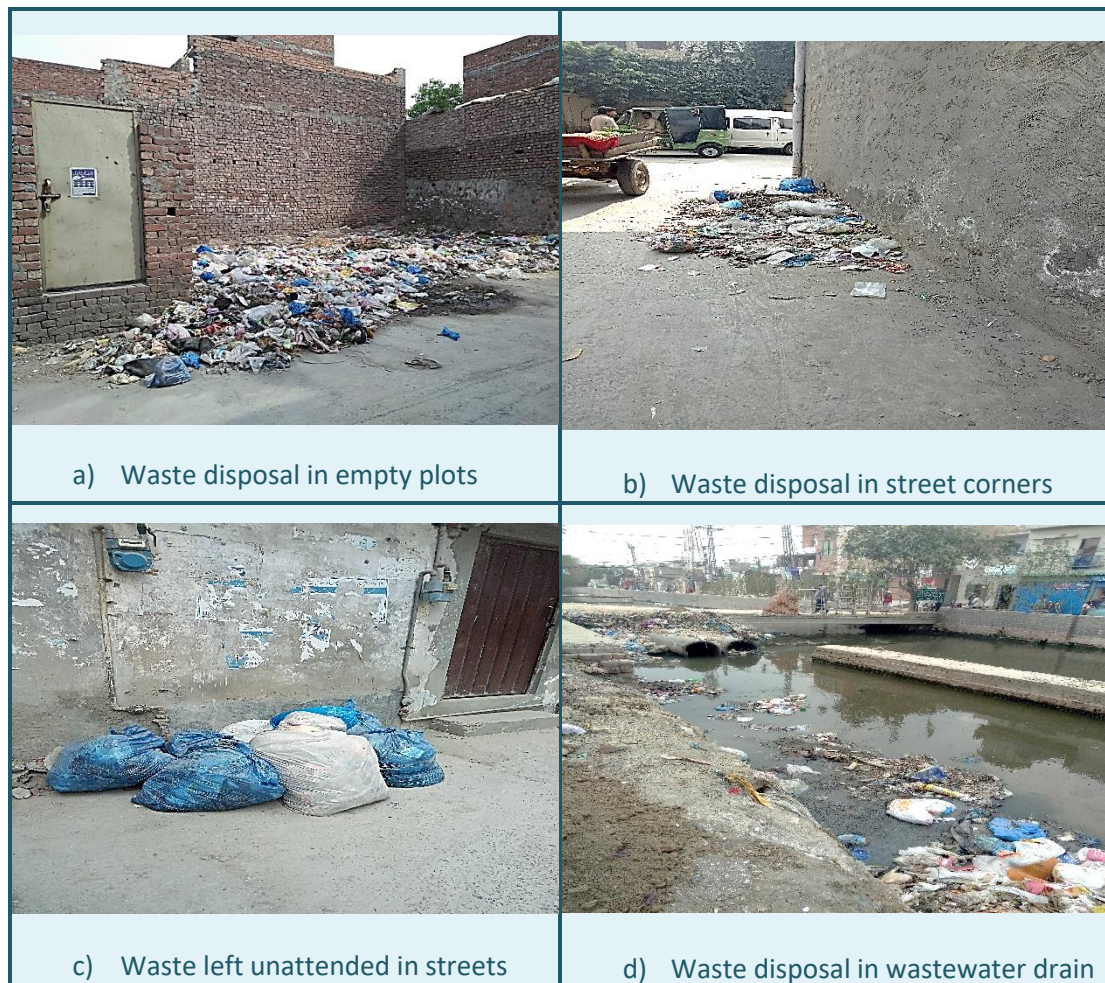 a) Waste disposal in empty plots
b) Waste disposal in street corners
c) Waste left unattended in streets
d) Waste disposal in wastewater drain